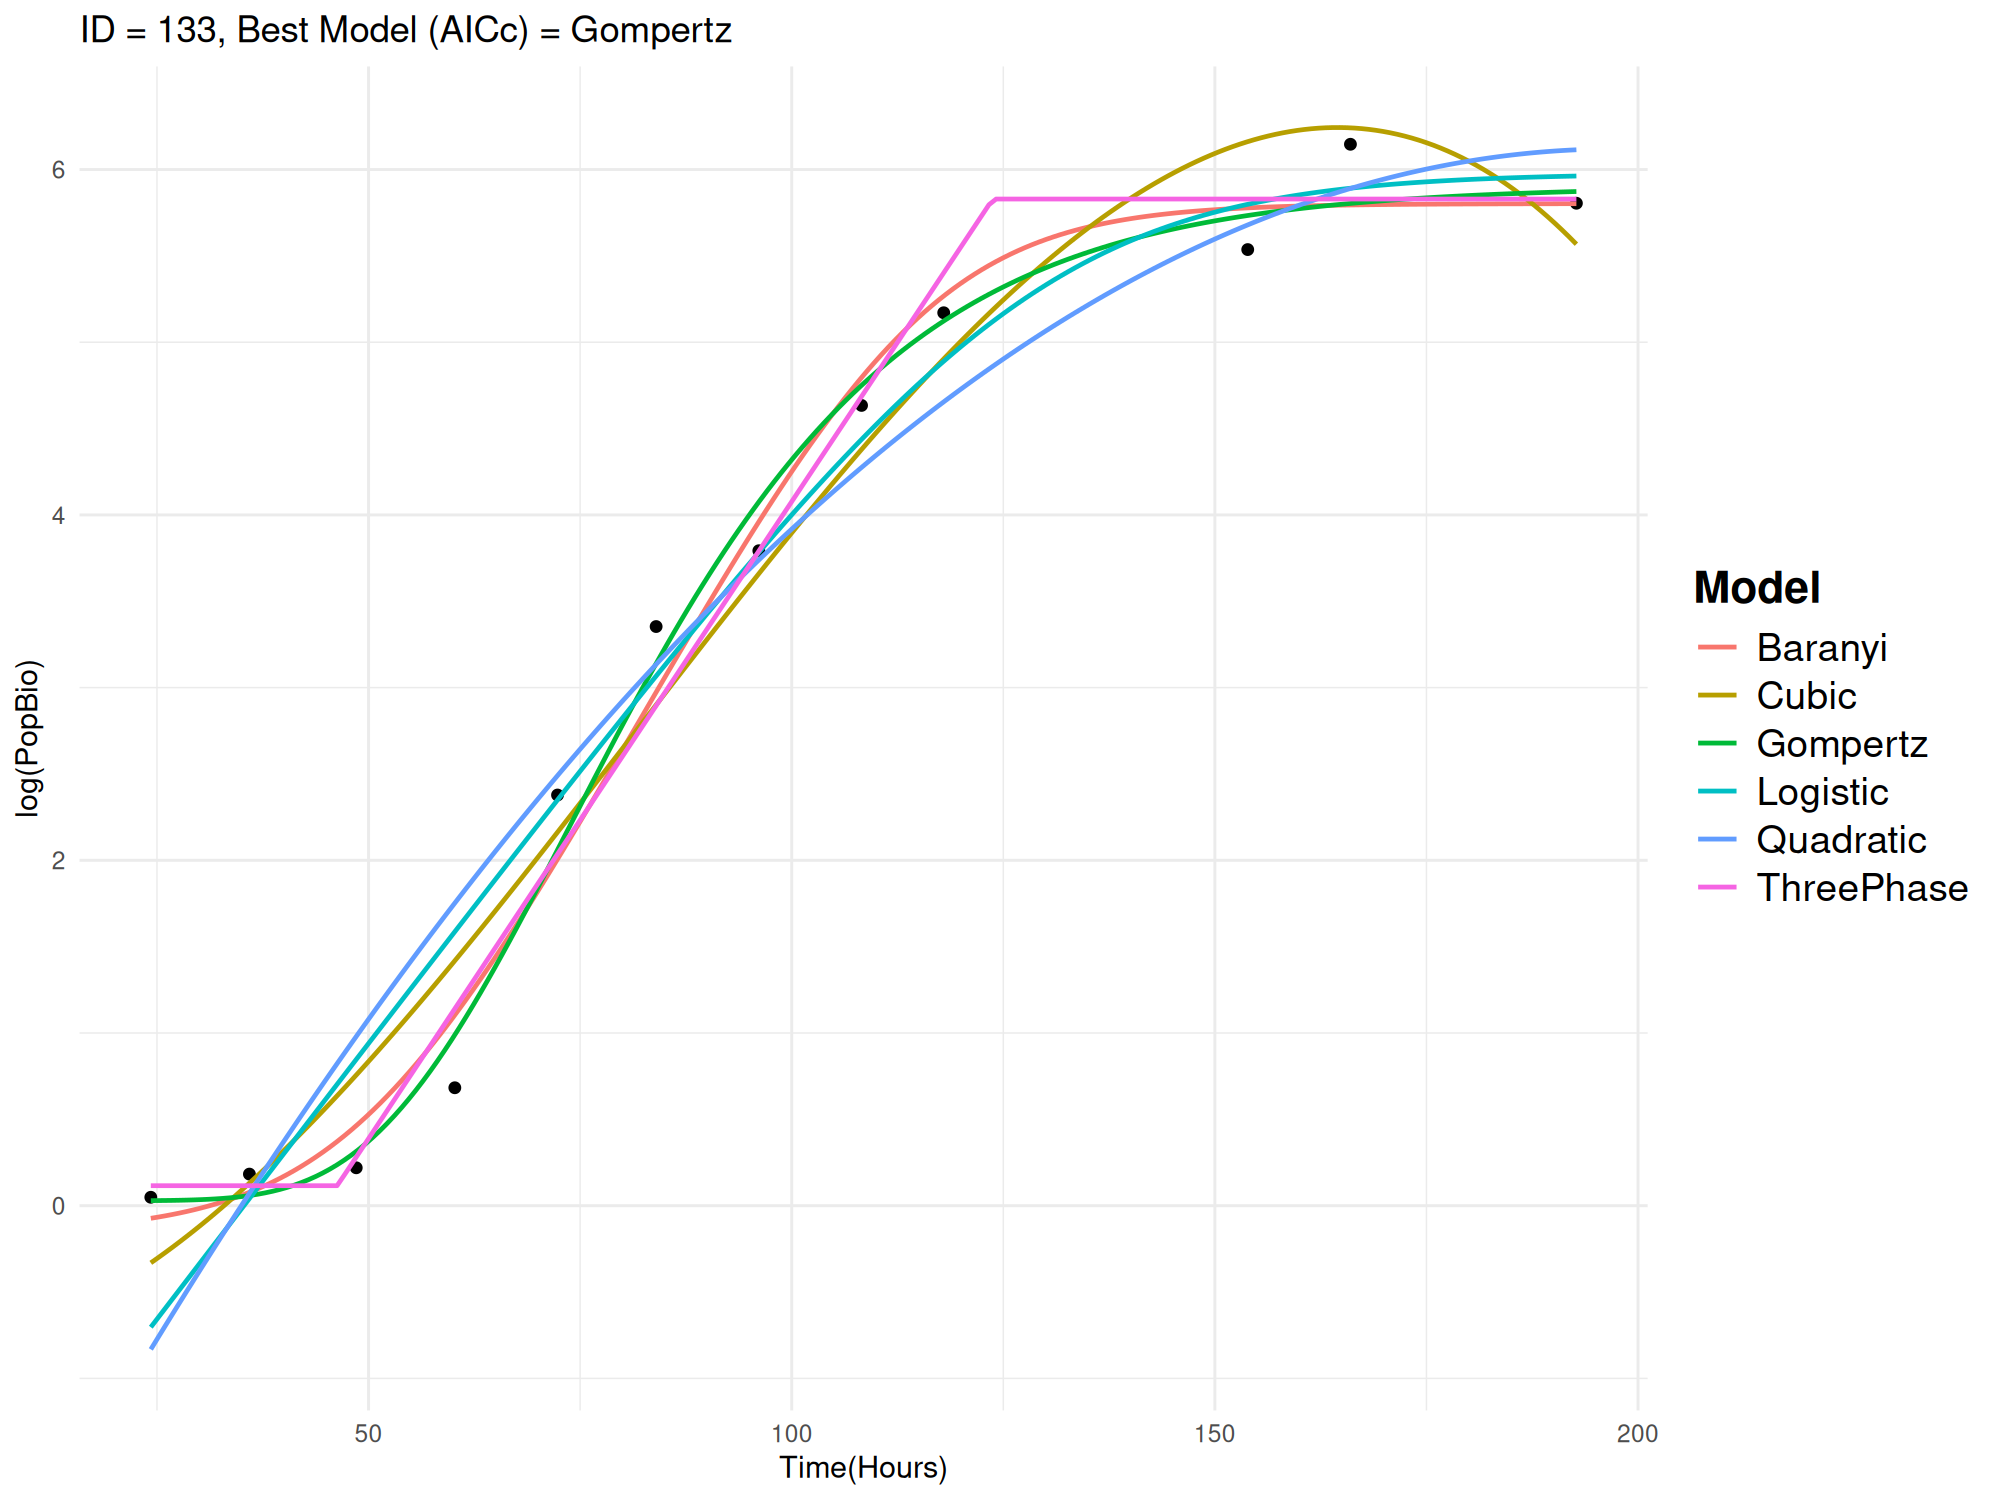 ID = 133, Best Model (AICc) = Gompertz
6
4
2
0
log(PopBio)
50
100
150
200
Time(Hours)
Model
Baranyi
Cubic
Gompertz
Logistic
Quadratic
ThreePhase